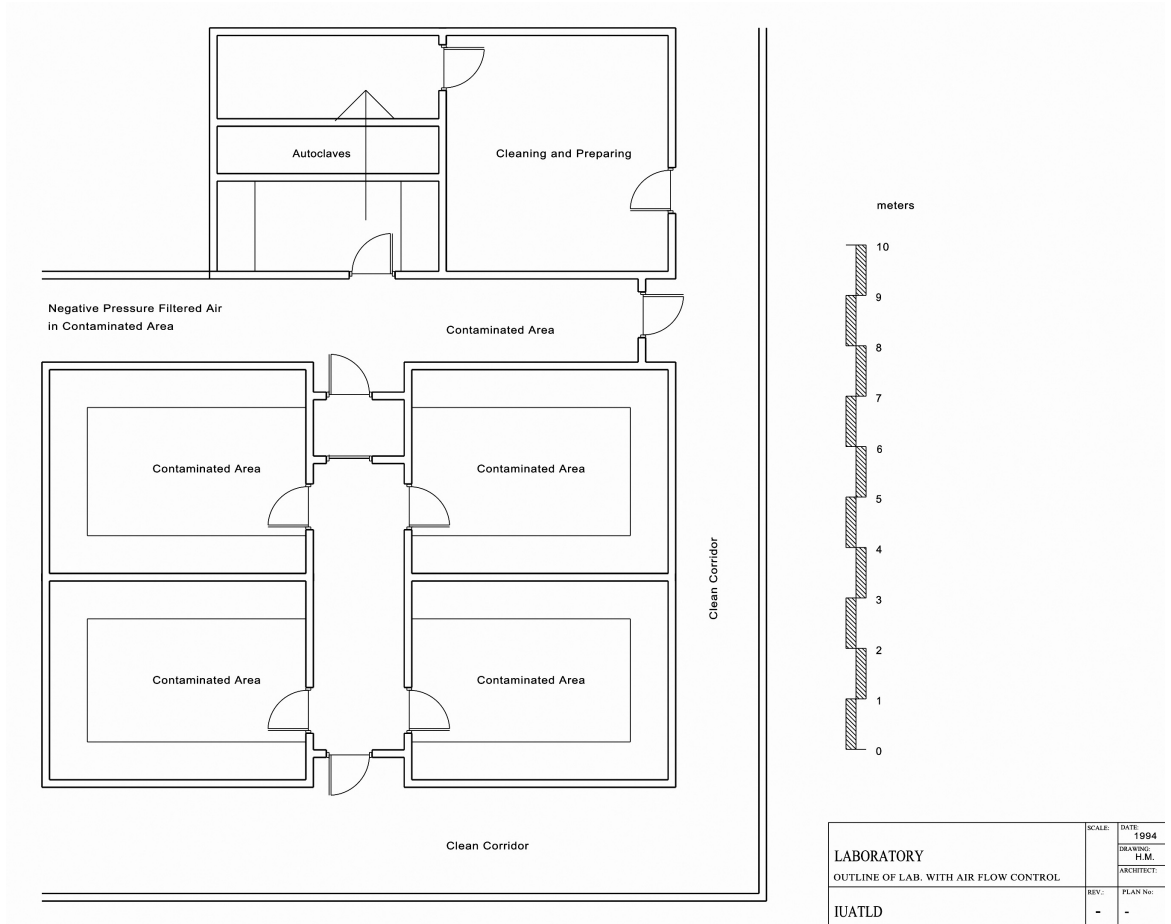 Autoclaves
Cleaning and Preparing
meters
10
9
8
7
6
5
4
3
2
1
0
Negative Pressure Filtered Air
in Contaminated Area
Contaminated Area
Contaminated Area
Contaminated Area
Contaminated Area
Contaminated Area
Clean Corridor
Clean Corridor
LABORATORY
OUTLINE OF LAB. WITH AIR FLOW CONTROL
SCALE:
DATE:
1994
DRAWING:
H.M.
ARCHITECT:
IUATLD
REV.:
-
PLAN No:
-